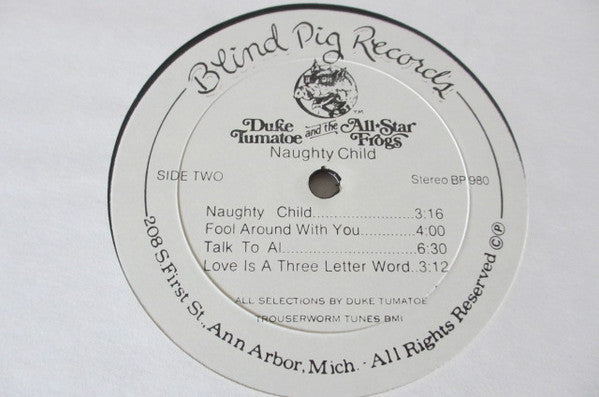 Blind Pig Records
TM
Duke Tumatoe and the All-Star Frogs
Naughty Child
SIDE TWO
Stereo BP 980
Naughty Child..................3:16
Fool Around With You..........4:00
Talk To Al........................6:30
Love Is A Three Letter Word..3:12
ALL SELECTIONS BY DUKE TUMATOE
TROUSERWORM TUNES BMI
208 S. First St., Ann Arbor, Mich. · All Rights Reserved ©℗